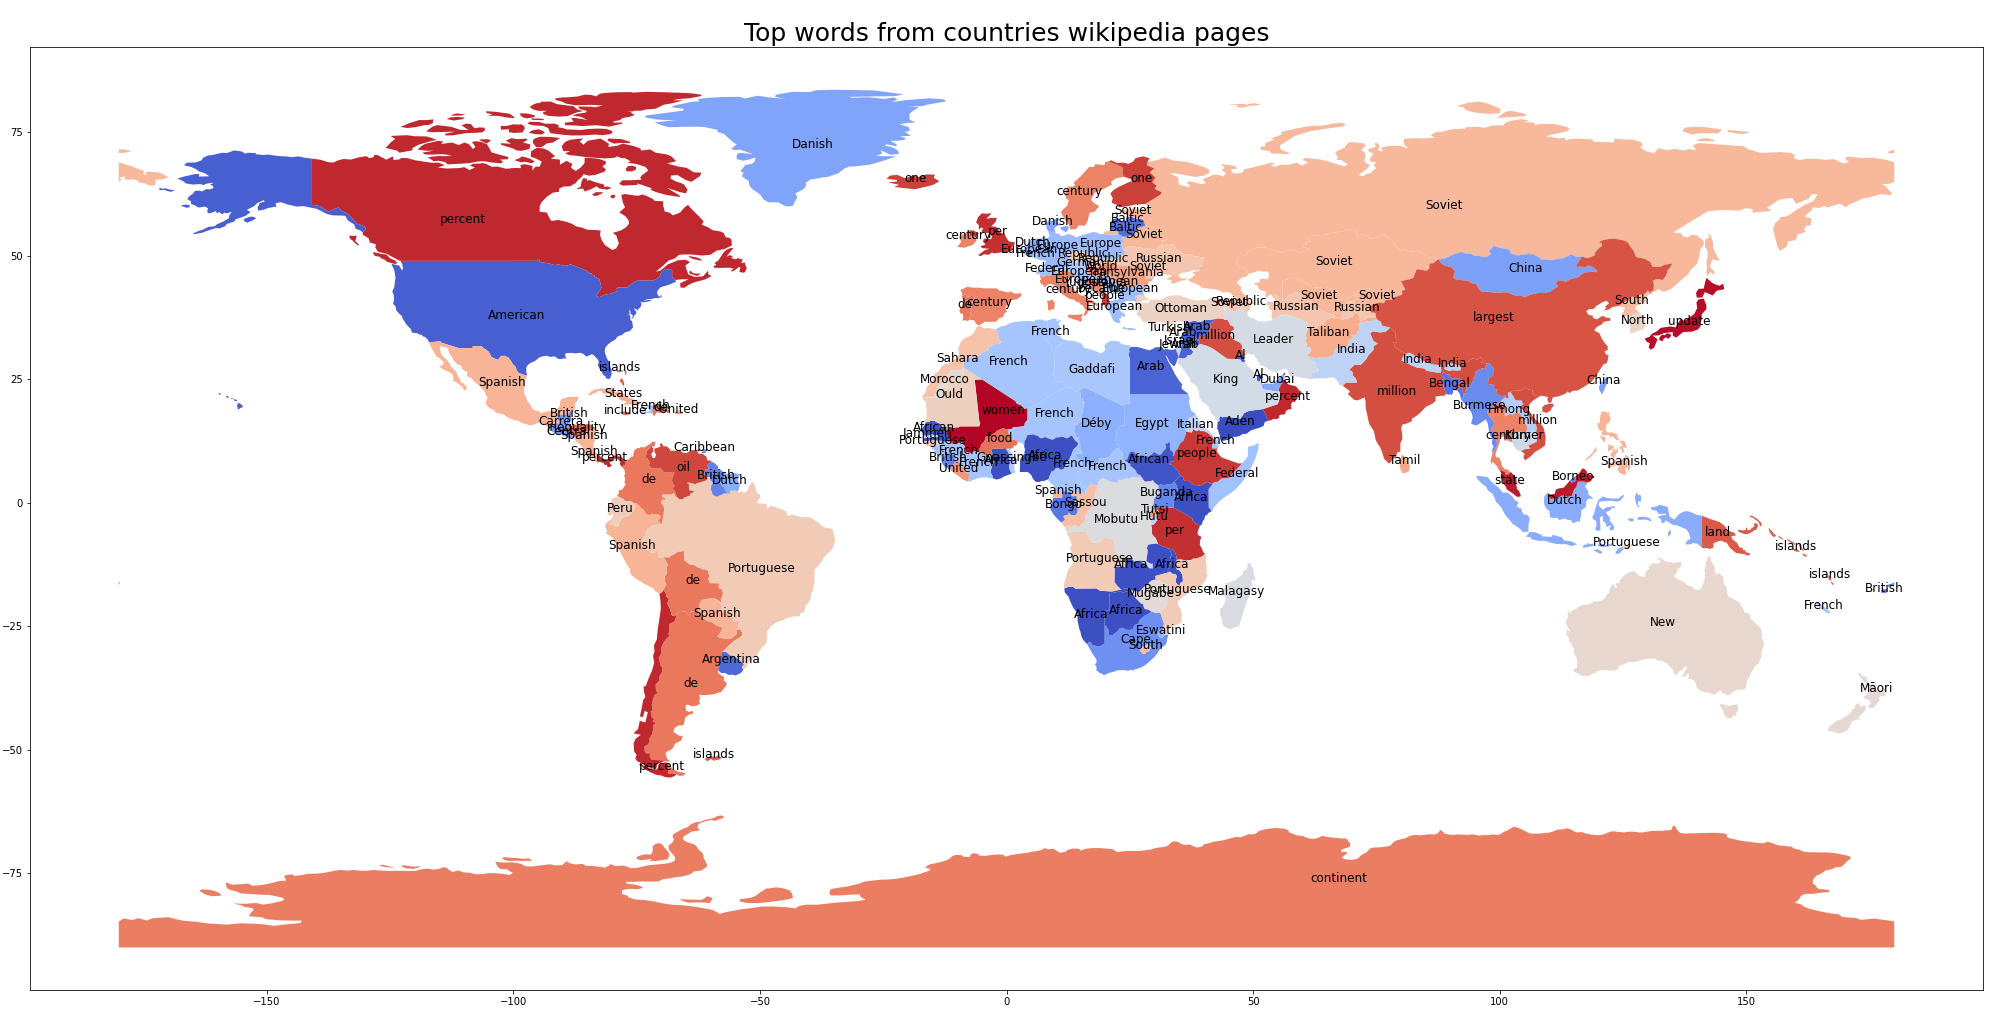 Top words from countries wikipedia pages
75
Danish
one
one
century
percent
Soviet
Soviet
Danish
Baltic
Baltic
Soviet
century
per
50
Dutch
Europe
Europe
Republic
Russian
Soviet
Soviet
China
Transylvania
European
people
European
century
de
century
American
Ottoman
Republic
Soviet
Soviet
Russian
Russian
South
North
update
largest
Turkish
Arab
million
Taliban
Leader
India
French
Sahara
French
Gaddafi
Arab
Al
King
Al
Dubai
percent
India
India
million
Bengal
China
25
islands
Spanish
States
include
French
United
British
Carrera
Spanish
Morocco
Ould
women
French
Déby
Egypt
Italian
Aden
French
Burmese
Hmong
million
century
Khmer
African
Portuguese
food
Africa
French
French
African
people
Federal
British
United
Caribbean
Spanish
percent
oil
de
British
Dutch
Tamil
Spanish
state
Borneo
Dutch
0
Peru
Spanish
Bongo
Sassou
Mobutu
Buganda
Africa
Tutsi
Hutu
per
land
Portuguese
islands
Spanish
Portuguese
de
Portuguese
Africa
Africa
Portuguese
Mugabe
Malagasy
islands
British
French
Spanish
Africa
Africa
−25
New
Eswatini
Cape
South
Argentina
de
Māori
−50
islands
percent
−75
continent
−150
−100
−50
0
50
100
150